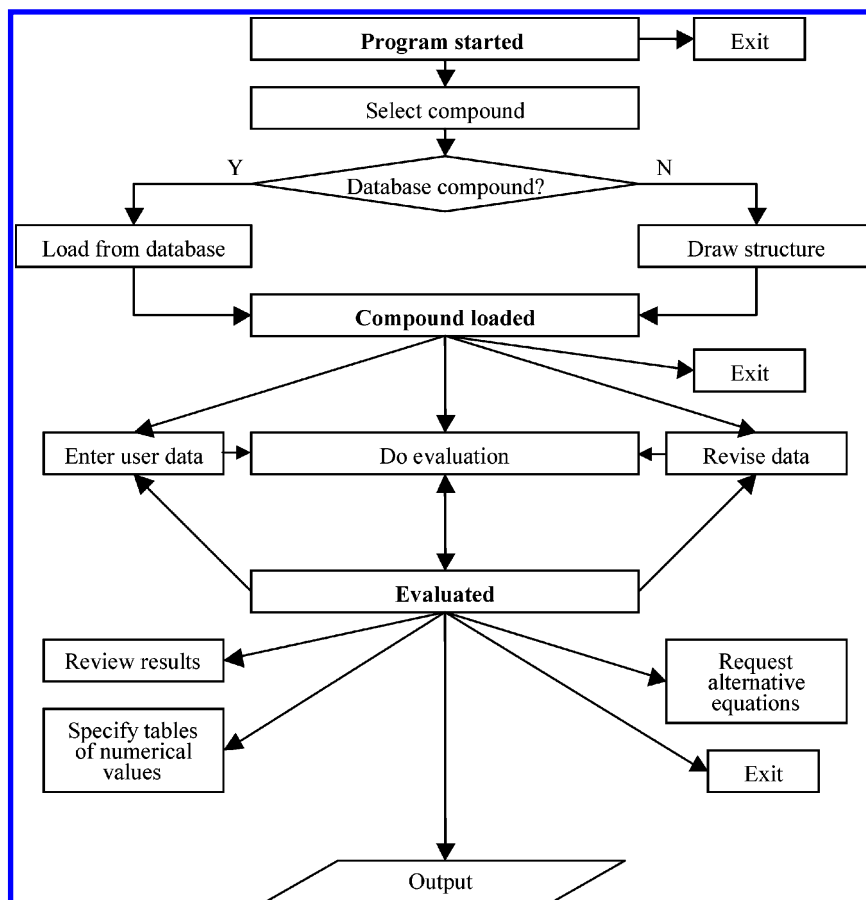 Program started
Exit
Select compound
Y
N
Database compound?
Load from database
Draw structure
Compound loaded
Exit
Enter user data
Do evaluation
Revise data
Evaluated
Review results
Request
alternative
equations
Specify tables
of numerical
values
Exit
Output